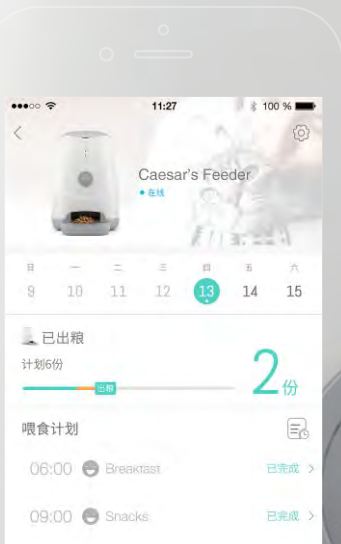 11:27
100 %
Caesar's Feeder
在线
日 一 二 三 四 五 六
9 10 11 12 13 14 15
已出粮
计划6份
出粮
2份
喂食计划
06:00 Breakfast 已完成
09:00 Snacks 已完成